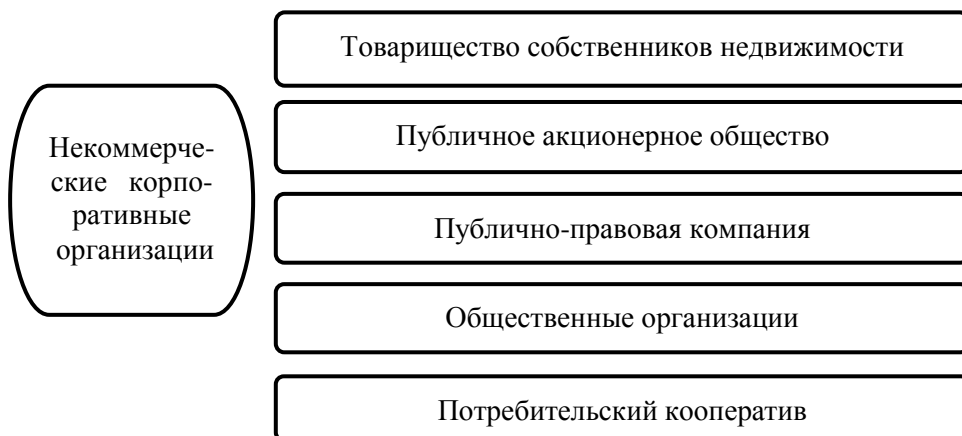 Товарищество собственников недвижимости
Публичное акционерное общество
Некоммерче-
ские корпо-
ративные
организации
Публично-правовая компания
Общественные организации
Потребительский кооператив